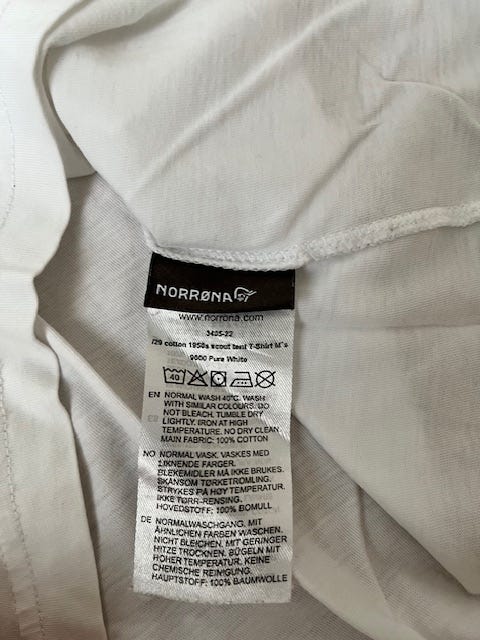 NORRØNA
www.norrona.com
3405-22
/29 cotton 1950s scout tent T-Shirt M's
9600 Pure White
40
EN NORMAL WASH 40°C. WASH
WITH SIMILAR COLOURS. DO
NOT BLEACH. TUMBLE DRY
LIGHTLY. IRON AT HIGH
TEMPERATURE. NO DRY CLEAN
MAIN FABRIC: 100% COTTON
NO NORMAL VASK. VASKES MED
LIKNENDE FARGER.
BLEKEMIDLER MÅ IKKE BRUKES.
SKÅNSOM TØRKETROMLING.
STRYKES PÅ HØY TEMPERATUR.
IKKE TØRR-RENSING.
HOVEDSTOFF: 100% BOMULL
DE NORMALWASCHGANG. MIT
ÄHNLICHEN FARBEN WASCHEN.
NICHT BLEICHEN. MIT GERINGER
HITZE TROCKNEN. BÜGELN MIT
HOHER TEMPERATUR. KEINE
CHEMISCHE REINIGUNG.
HAUPTSTOFF: 100% BAUMWOLLE